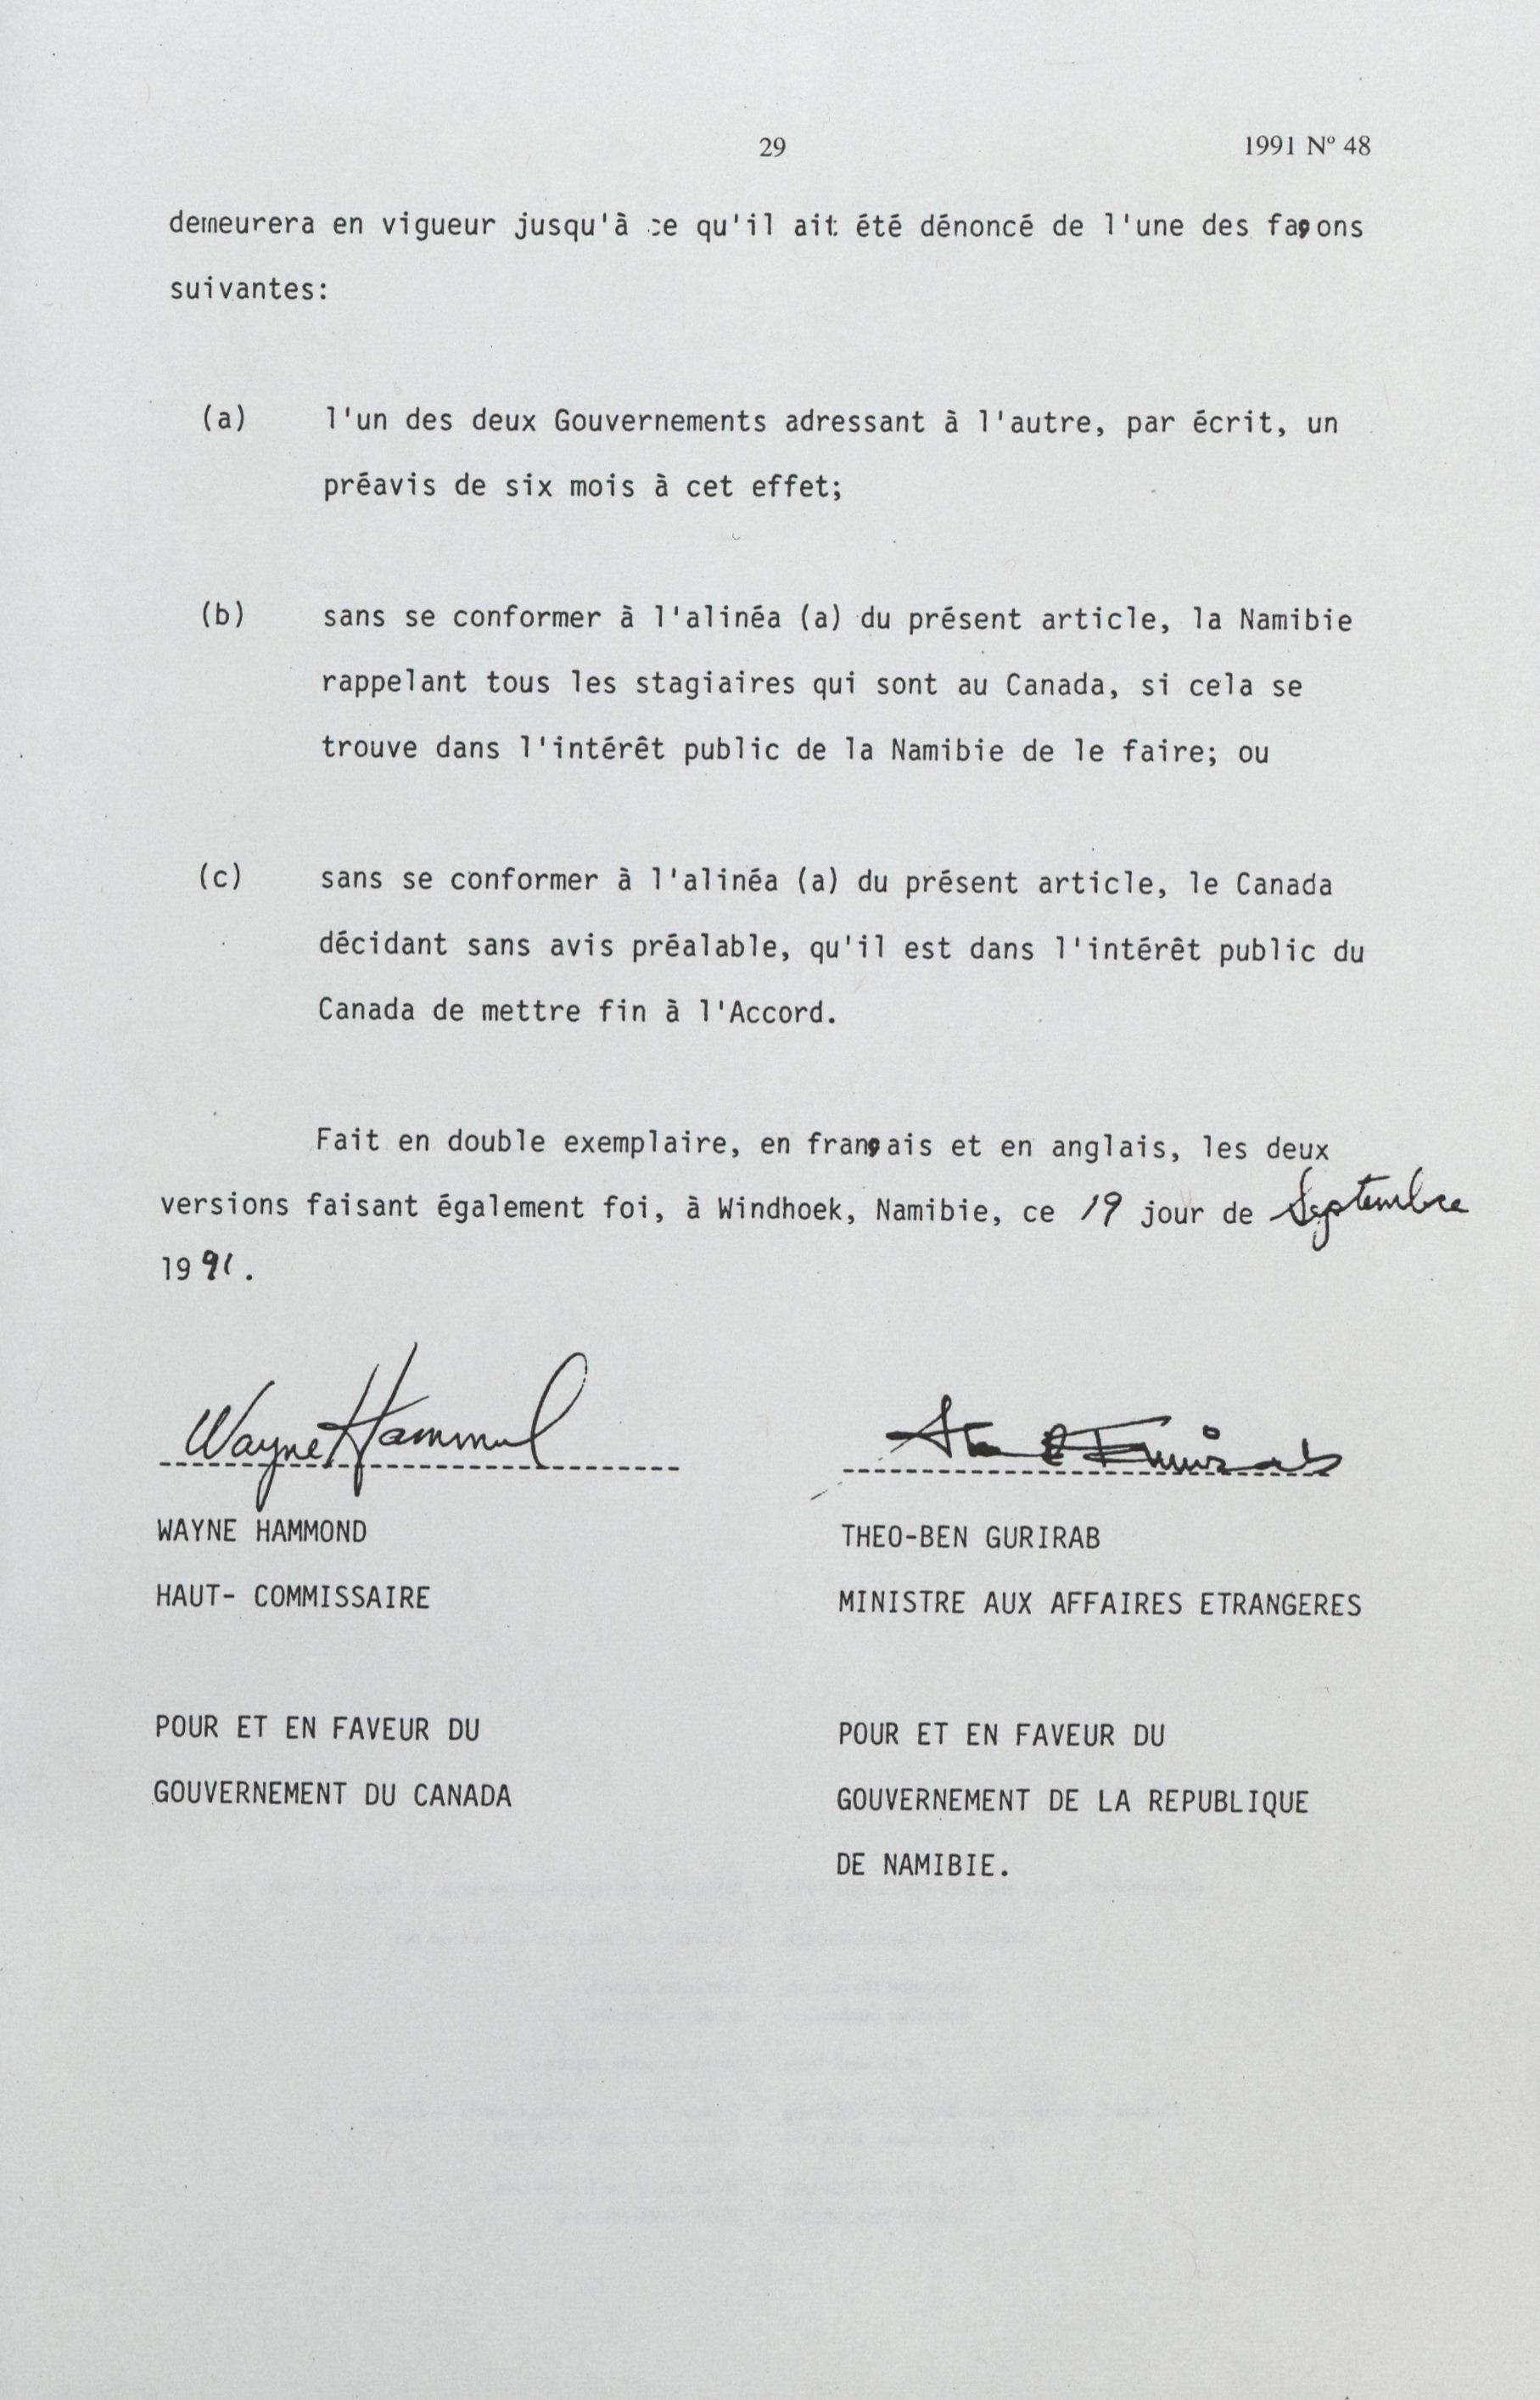 29
1991 Nº 48
demeurera en vigueur jusqu'à ce qu'il ait été dénoncé de l'une des façons
suivantes:
(a) l'un des deux Gouvernements adressant à l'autre, par écrit, un
préavis de six mois à cet effet;
(b) sans se conformer à l'alinéa (a) du présent article, la Namibie
rappelant tous les stagiaires qui sont au Canada, si cela se
trouve dans l'intérêt public de la Namibie de le faire; ou
(c) sans se conformer à l'alinéa (a) du présent article, le Canada
décidant sans avis préalable, qu'il est dans l'intérêt public du
Canada de mettre fin à l'Accord.
Fait en double exemplaire, en français et en anglais, les deux
versions faisant également foi, à Windhoek, Namibie, ce 19 jour de Septembre
1991.
Wayne Hammond
WAYNE HAMMOND
HAUT- COMMISSAIRE
POUR ET EN FAVEUR DU
GOUVERNEMENT DU CANADA
THEO-BEN GURIRAB
MINISTRE AUX AFFAIRES ETRANGERES
POUR ET EN FAVEUR DU
GOUVERNEMENT DE LA REPUBLIQUE
DE NAMIBIE.